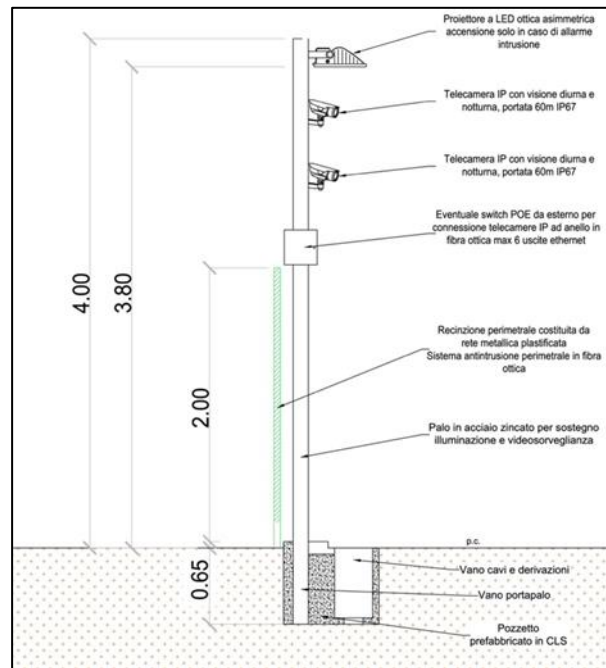 Proiettore a LED ottica asimmetrica
accensione solo in caso di allarme
intrusione
Telecamera IP con visione diurna e
notturna, portata 60m IP67
Telecamera IP con visione diurna e
notturna, portata 60m IP67
Eventuale switch POE da esterno per
connessione telecamere IP ad anello in
fibra ottica max 6 uscite ethernet
4.00
3.80
2.00
Recinzione perimetrale costituita da
rete metallica plastificata
Sistema antintrusione perimetrale in fibra
ottica
Palo in acciaio zincato per sostegno
illuminazione e videosorveglianza
p.c.
0.65
Vano cavi e derivazioni
Vano portapalo
Pozzetto
prefabbricato in CLS